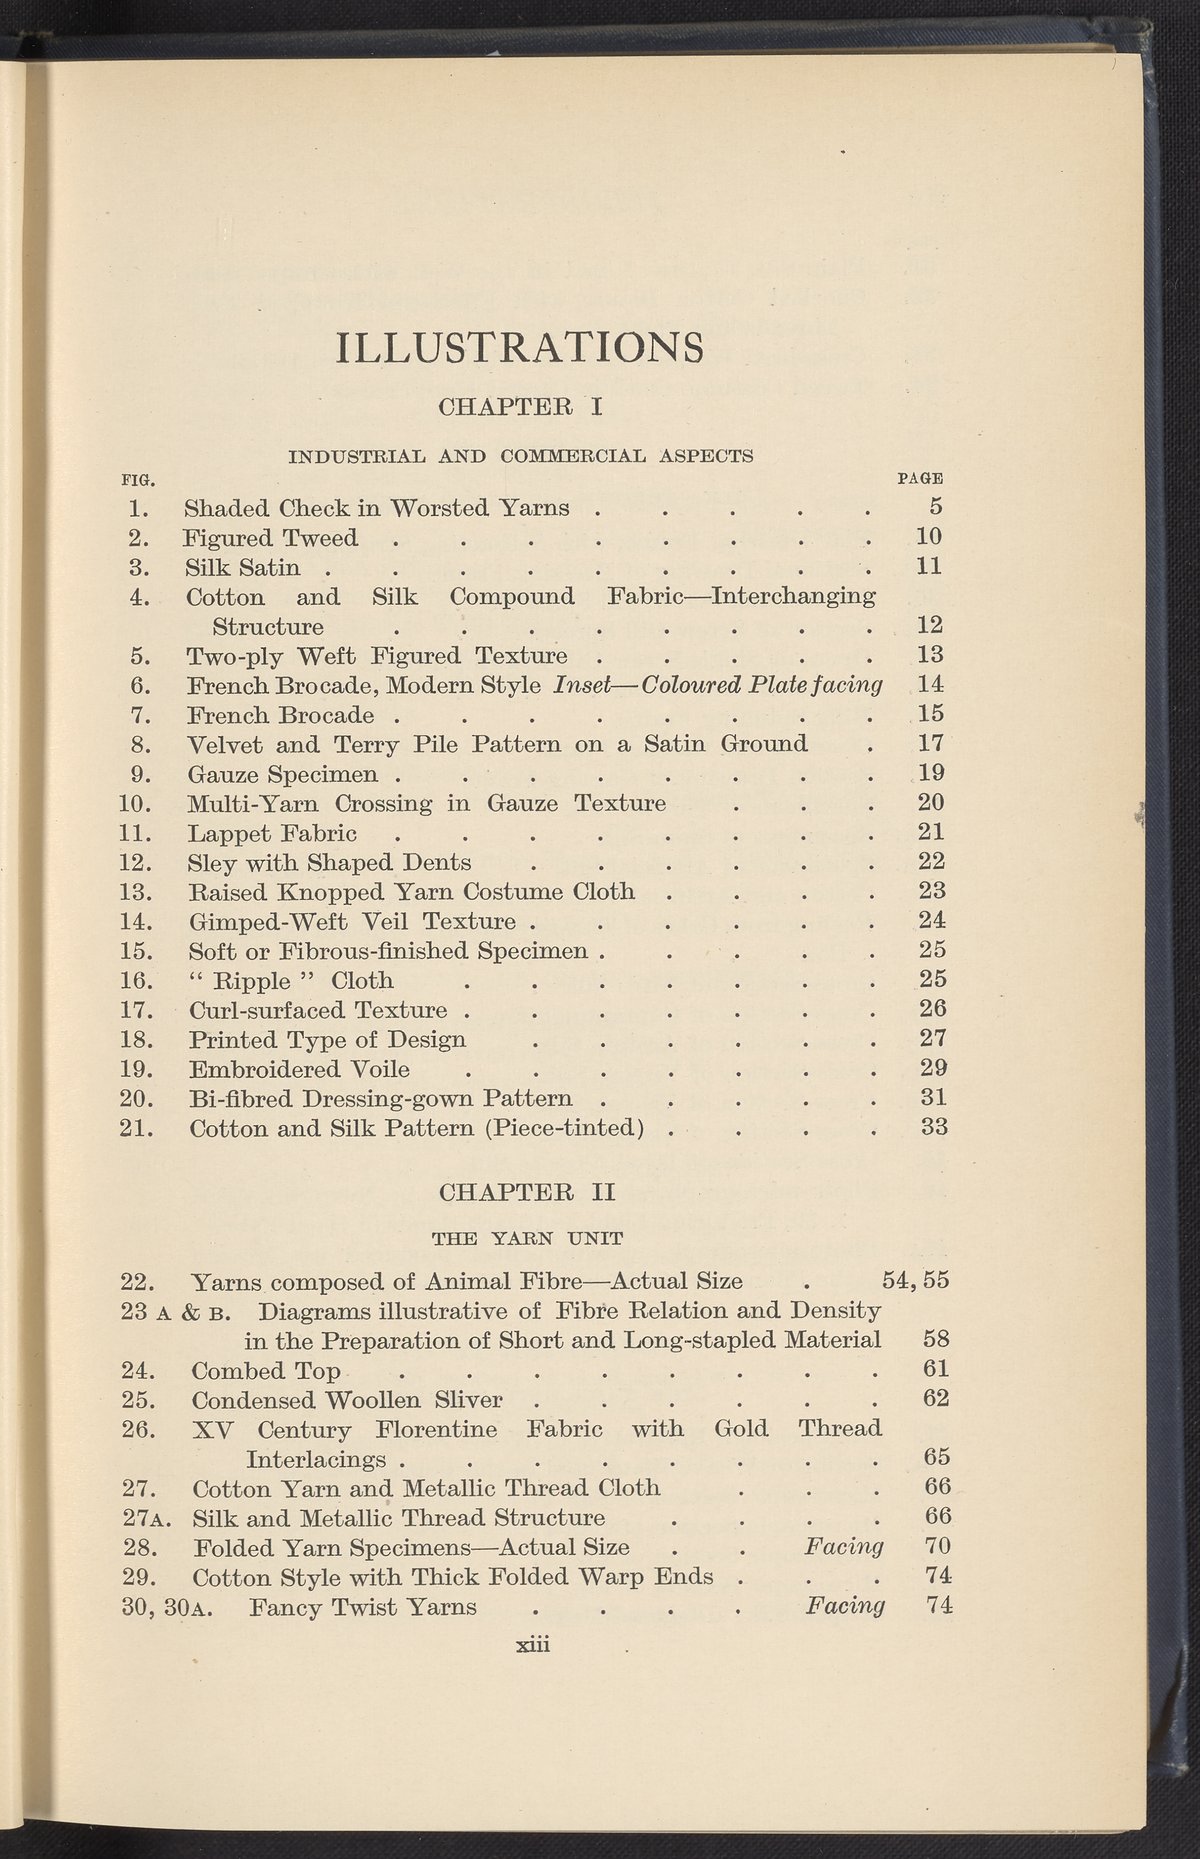 ILLUSTRATIONS
CHAPTER I
INDUSTRIAL AND COMMERCIAL ASPECTS
FIG. PAGE
1. Shaded Check in Worsted Yarns . . . . . 5
2. Figured Tweed . . . . . . . . 10
3. Silk Satin . . . . . . . . . 11
4. Cotton and Silk Compound Fabric—Interchanging
Structure . . . . . . . . 12
5. Two-ply Weft Figured Texture . . . . . 13
6. French Brocade, Modern Style Inset—Coloured Plate facing 14
7. French Brocade . . . . . . . . 15
8. Velvet and Terry Pile Pattern on a Satin Ground . 17
9. Gauze Specimen . . . . . . . . 19
10. Multi-Yarn Crossing in Gauze Texture . . . 20
11. Lappet Fabric . . . . . . . . 21
12. Sley with Shaped Dents . . . . . . 22
13. Raised Knopped Yarn Costume Cloth . . . . 23
14. Gimped-Weft Veil Texture . . . . . . 24
15. Soft or Fibrous-finished Specimen . . . . . 25
16. “ Ripple ” Cloth . . . . . . . 25
17. Curl-surfaced Texture . . . . . . . 26
18. Printed Type of Design . . . . . . 27
19. Embroidered Voile . . . . . . . 29
20. Bi-fibred Dressing-gown Pattern . . . . . 31
21. Cotton and Silk Pattern (Piece-tinted) . . . . 33
CHAPTER II
THE YARN UNIT
22. Yarns composed of Animal Fibre—Actual Size . 54, 55
23 A & B. Diagrams illustrative of Fibre Relation and Density
in the Preparation of Short and Long-stapled Material 58
24. Combed Top . . . . . . . . 61
25. Condensed Woollen Sliver . . . . . . 62
26. XV Century Florentine Fabric with Gold Thread
Interlacings . . . . . . . . 65
27. Cotton Yarn and Metallic Thread Cloth . . . 66
27A. Silk and Metallic Thread Structure . . . . 66
28. Folded Yarn Specimens—Actual Size . . Facing 70
29. Cotton Style with Thick Folded Warp Ends . . . 74
30, 30A. Fancy Twist Yarns . . . . Facing 74
xiii